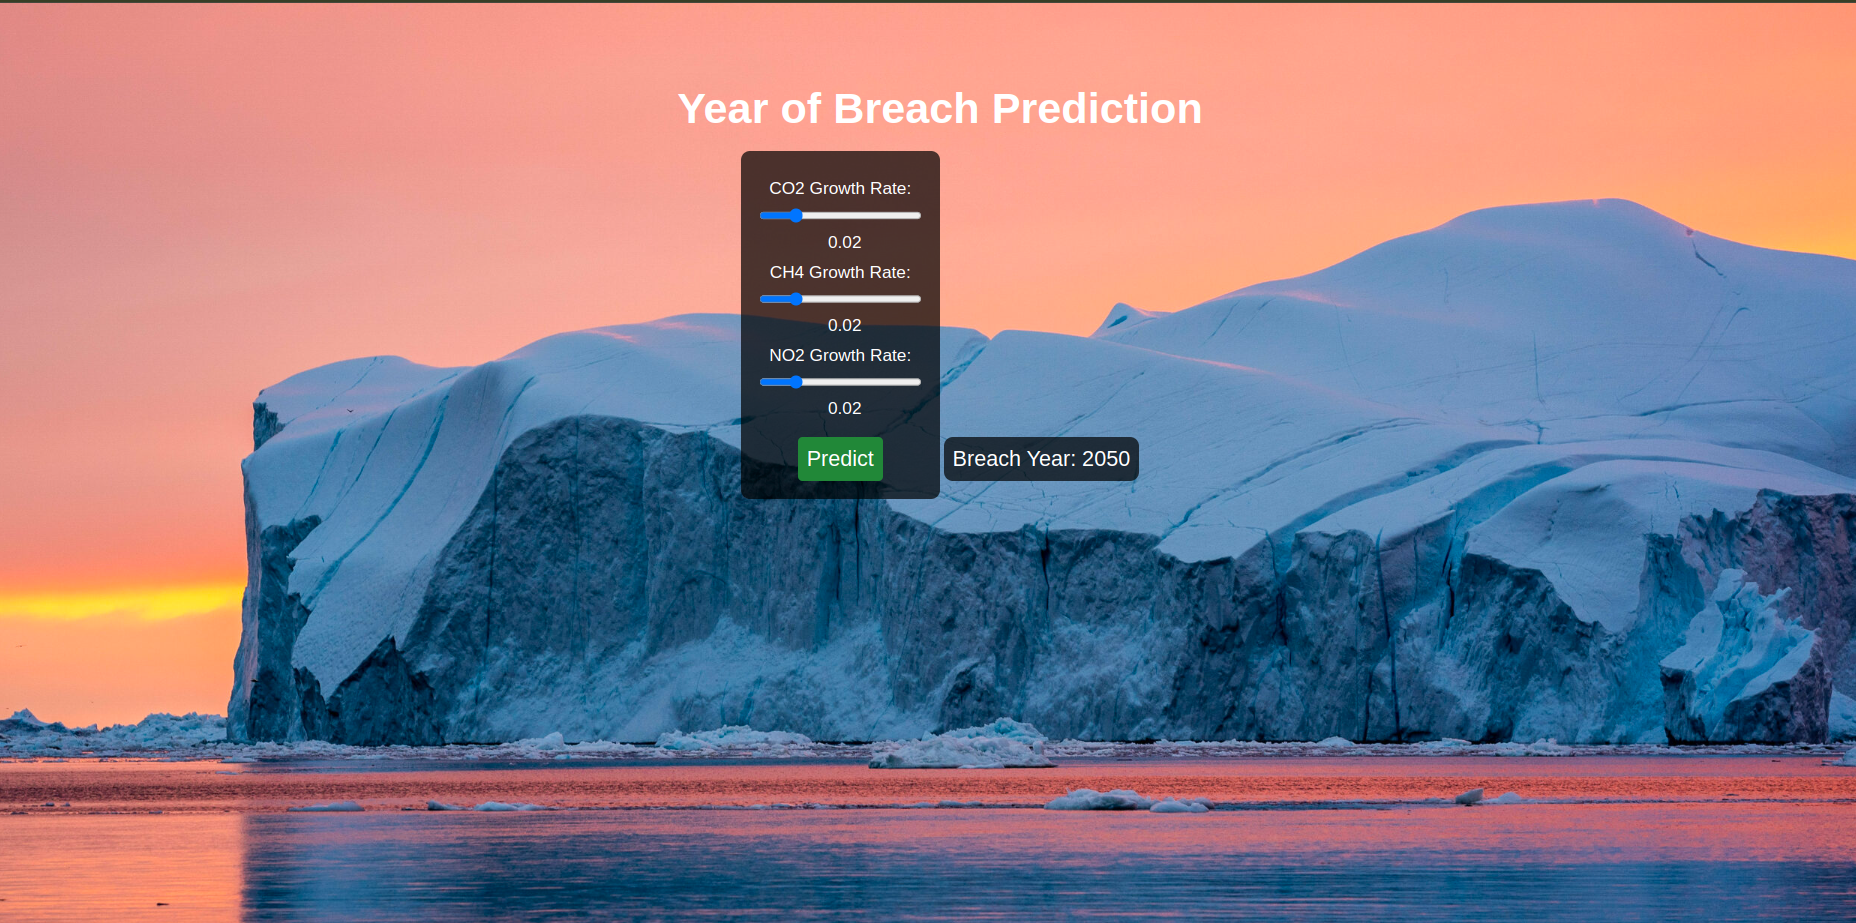 Year of Breach Prediction
CO2 Growth Rate:
0.02
CH4 Growth Rate:
0.02
NO2 Growth Rate:
0.02
Predict
Breach Year: 2050